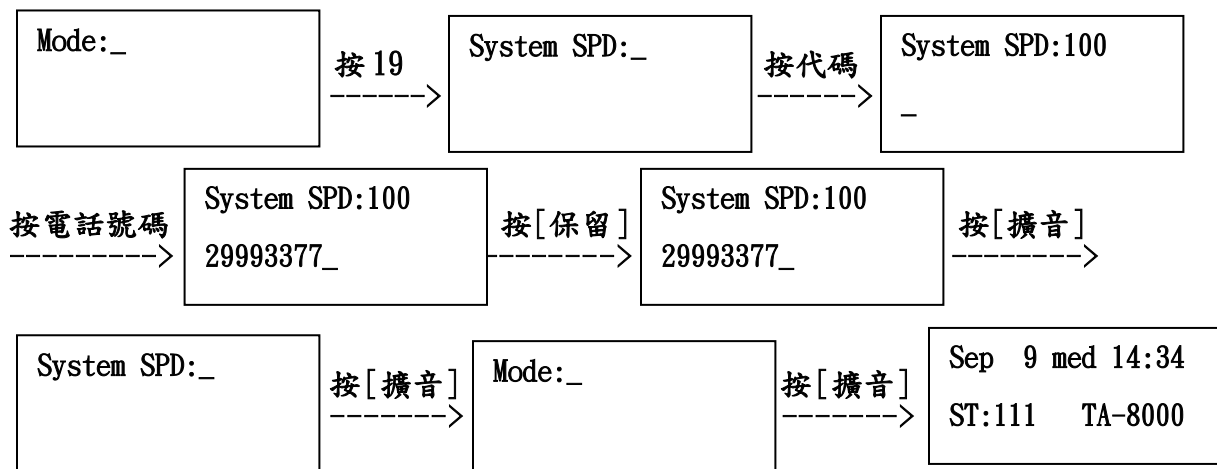 Mode:_
按 19
------>
System SPD:_
按代碼
------>
System SPD:100
_
按電話號碼
--------->
System SPD:100
29993377_
按[保留]
-------->
System SPD:100
29993377_
按[擴音]
-------->
System SPD:_
按[擴音]
------->
Mode:_
按[擴音]
------->
Sep  9 med 14:34
ST:111   TA-8000